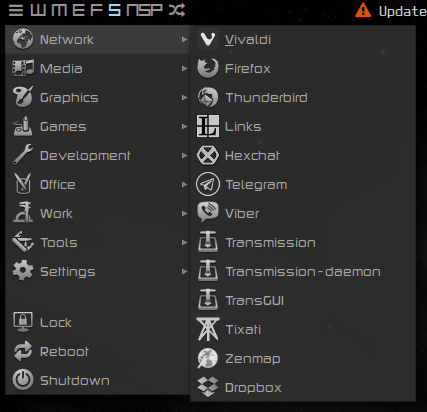 W M E F S NSP Update
Network
Media
Graphics
Games
Development
Office
Work
Tools
Settings
Lock
Reboot
Shutdown
Vivaldi
Firefox
Thunderbird
Links
Hexchat
Telegram
Viber
Transmission
Transmission-daemon
TransGUI
Tixati
Zenmap
Dropbox